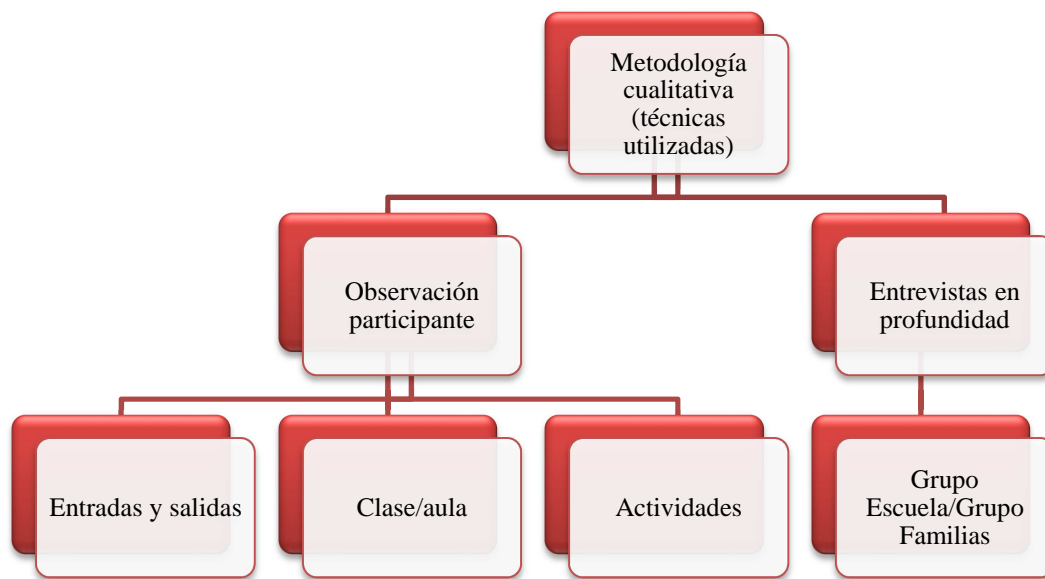 Metodología
cualitativa
(técnicas
utilizadas)
Observación
participante
Entrevistas en
profundidad
Entradas y salidas
Clase/aula
Actividades
Grupo
Escuela/Grupo
Familias